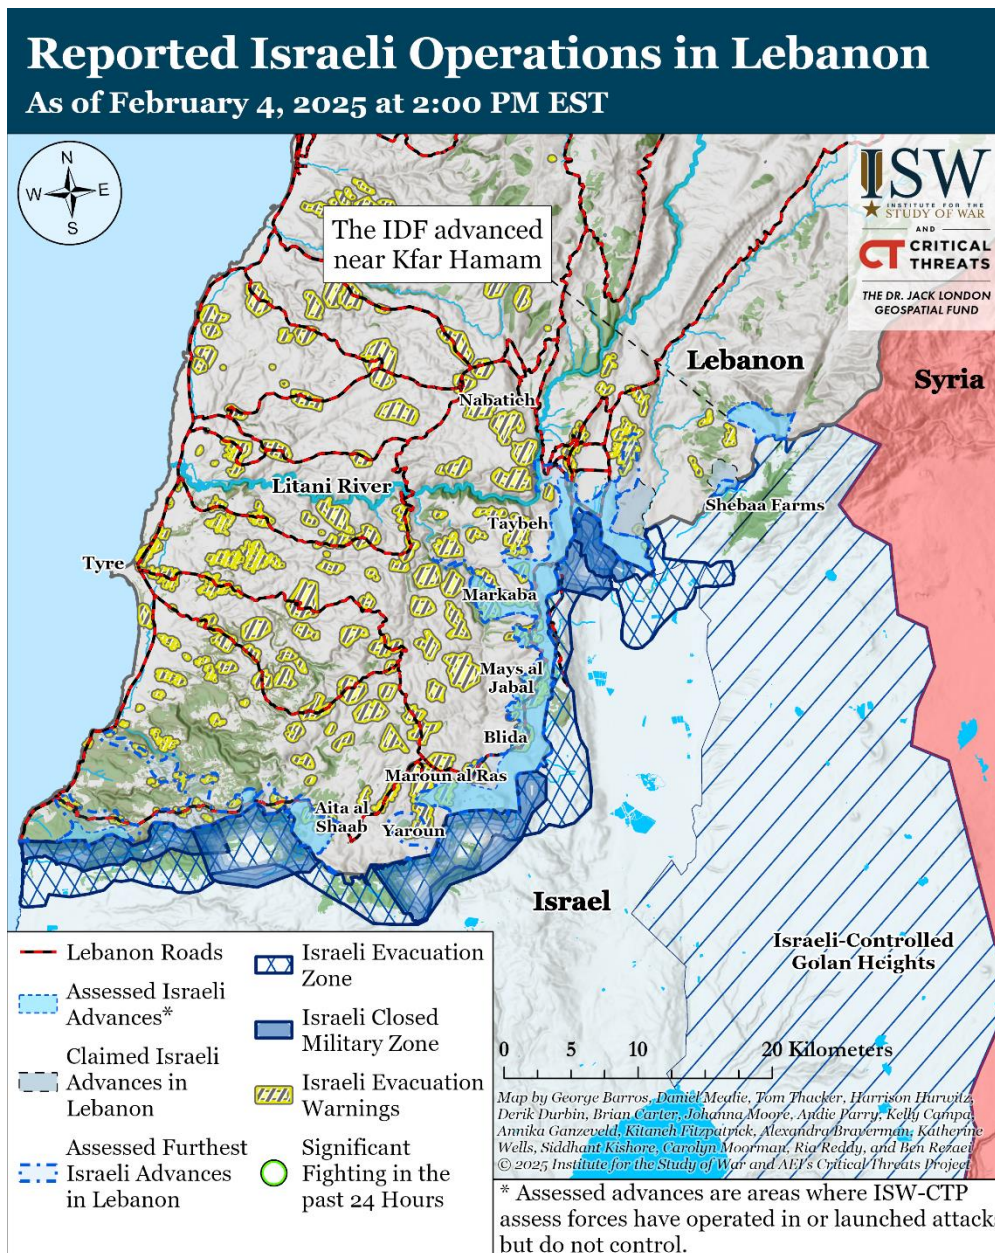 Reported Israeli Operations in Lebanon
As of February 4, 2025 at 2:00 PM EST
N
W
E
S
ISW
INSTITUTE FOR THE
STUDY OF WAR
AND
CT CRITICAL
THREATS
THE DR. JACK LONDON
GEOSPATIAL FUND
The IDF advanced
near Kfar Hamam
Lebanon
Syria
Nabatieh
Litani River
Shebaa Farms
Taybeh
Tyre
Markaba
Mays al
Jabal
Blida
Maroun al Ras
Aita al
Shaab
Yaroun
Israel
Israeli-Controlled
Golan Heights
Lebanon Roads
Assessed Israeli
Advances*
Claimed Israeli
Advances in
Lebanon
Assessed Furthest
Israeli Advances
in Lebanon
Israeli Evacuation
Zone
Israeli Closed
Military Zone
Israeli Evacuation
Warnings
Significant
Fighting in the
past 24 Hours
0 5 10 20 Kilometers
Map by George Barros, Daniel Mealie, Tom Thacker, Harrison Hurwitz,
Derik Durbin, Brian Carter, Johanna Moore, Andie Parry, Kelly Campa,
Annika Ganzeveld, Kitaneh Fitzpatrick, Alexandra Braverman, Katherine
Wells, Siddhant Kishore, Carolyn Moorman, Ria Reddy, and Ben Rezaei
© 2025 Institute for the Study of War and AEI's Critical Threats Project
* Assessed advances are areas where ISW-CTP
assess forces have operated in or launched attacks
but do not control.